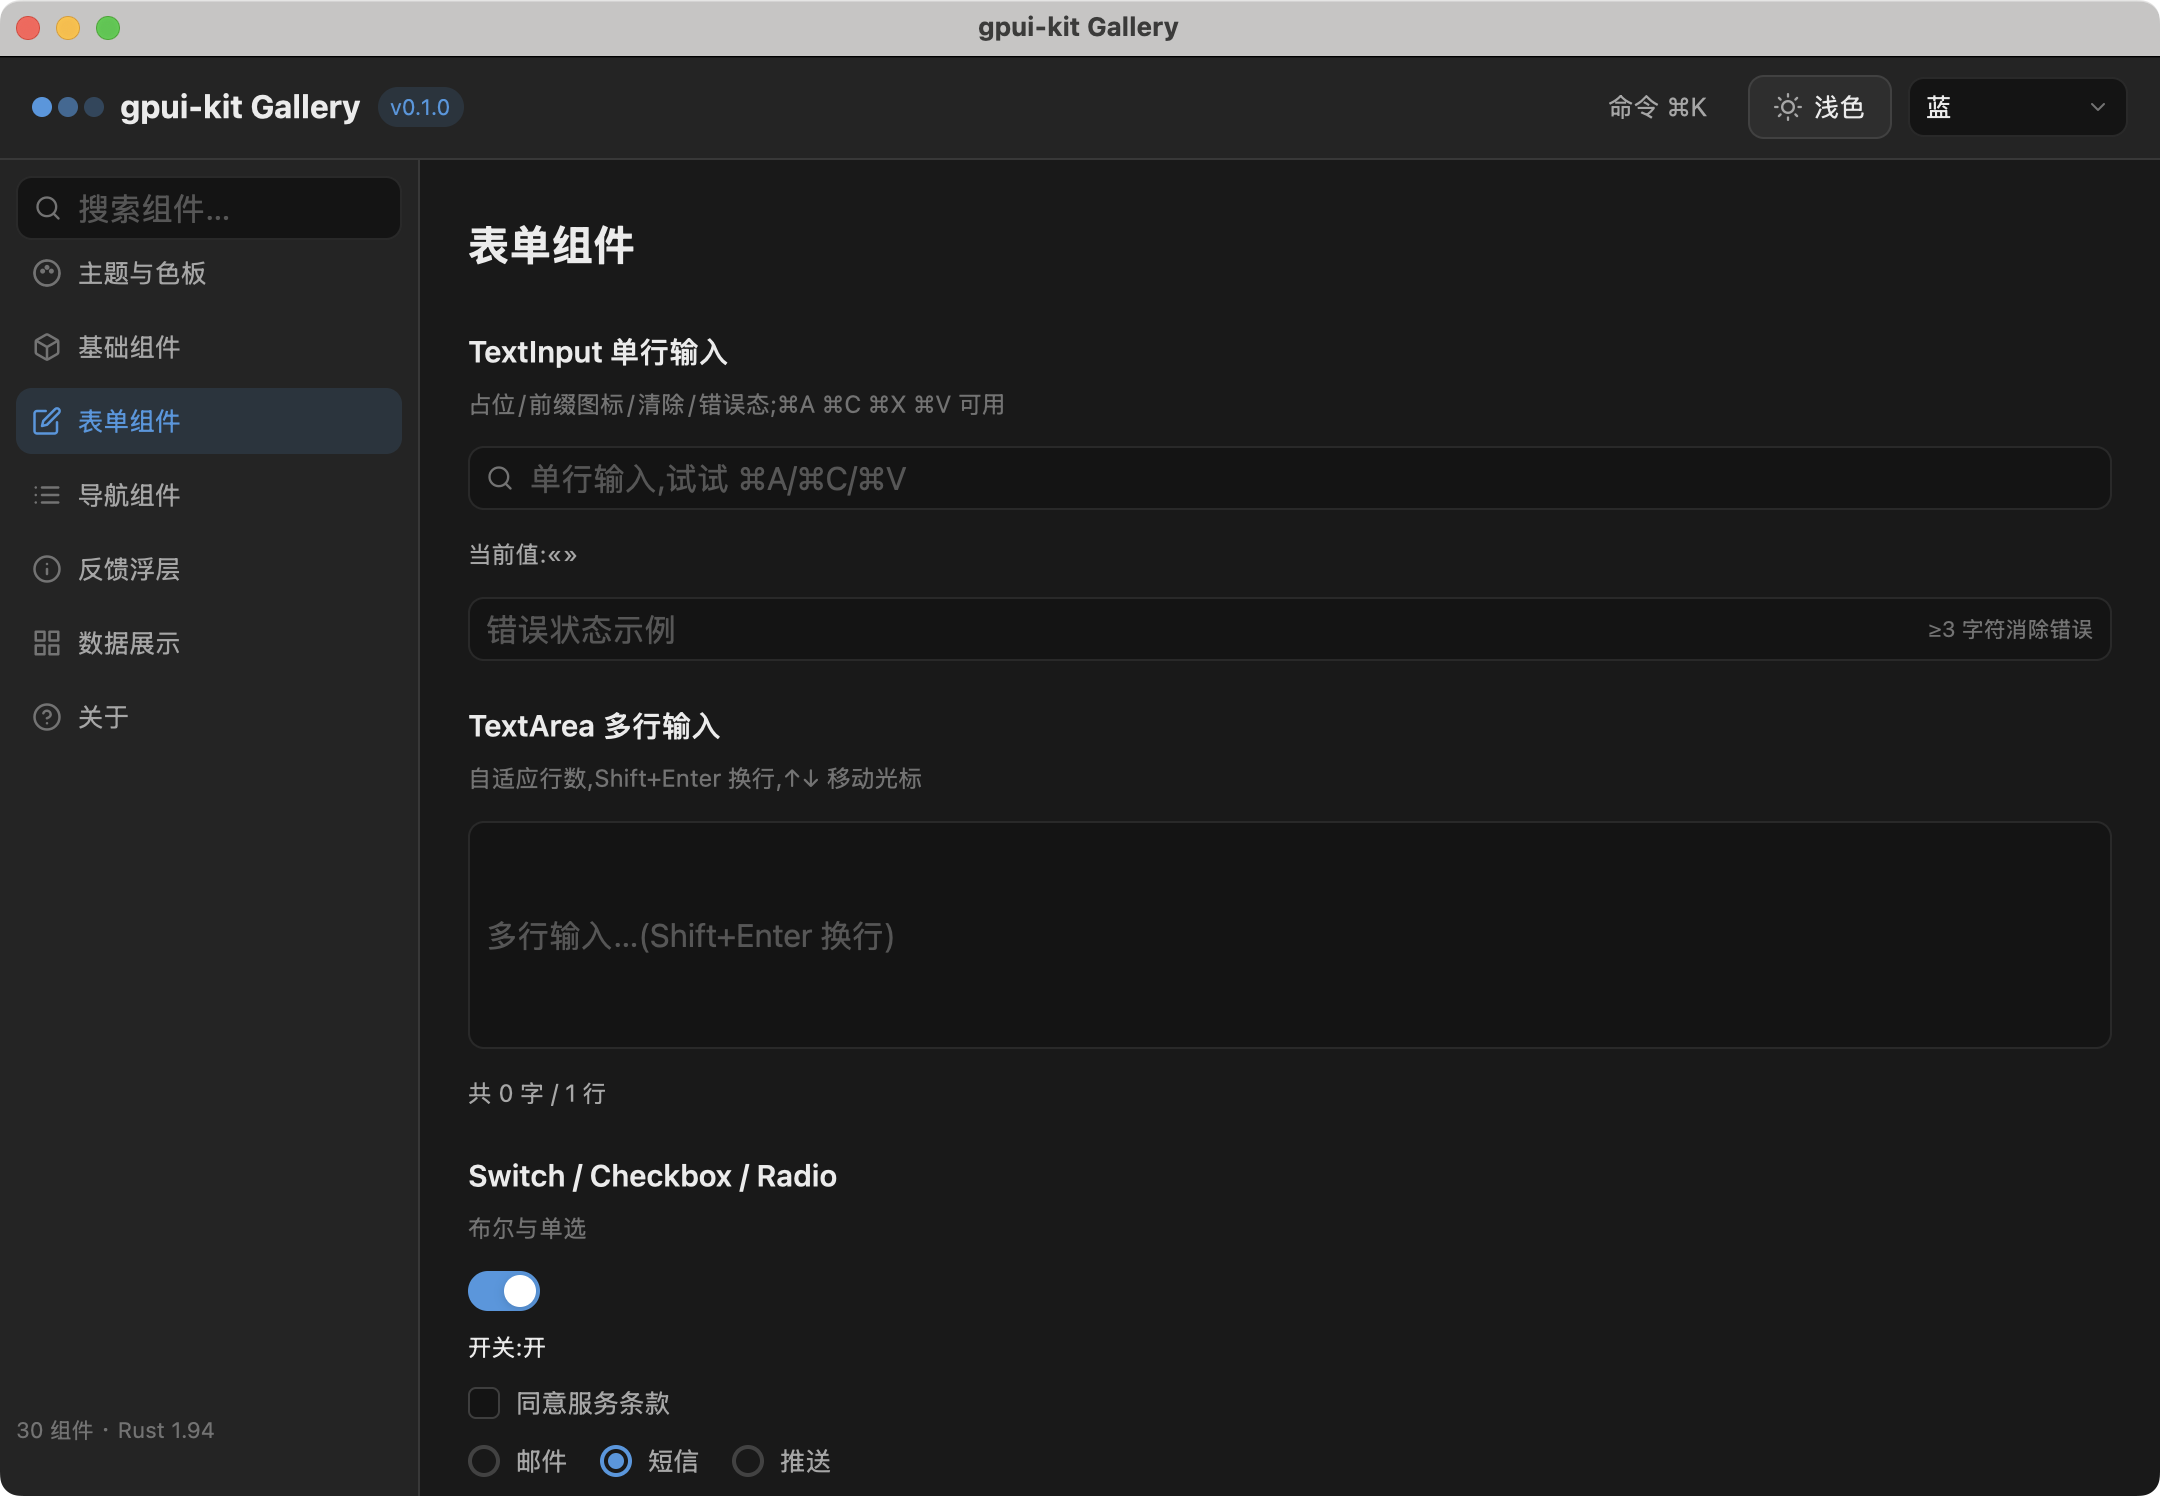 gpui-kit Gallery
gpui-kit Gallery v0.1.0 命令 ⌘K 浅色 蓝
搜索组件...
主题与色板
基础组件
表单组件
导航组件
反馈浮层
数据展示
关于
30 组件 · Rust 1.94
表单组件
TextInput 单行输入
占位/前缀图标/清除/错误态;⌘A ⌘C ⌘X ⌘V 可用
单行输入,试试 ⌘A/⌘C/⌘V
当前值:«»
错误状态示例 ≥3 字符消除错误
TextArea 多行输入
自适应行数,Shift+Enter 换行,↑↓ 移动光标
多行输入...(Shift+Enter 换行)
共 0 字 / 1 行
Switch / Checkbox / Radio
布尔与单选
开关:开
同意服务条款
邮件 短信 推送